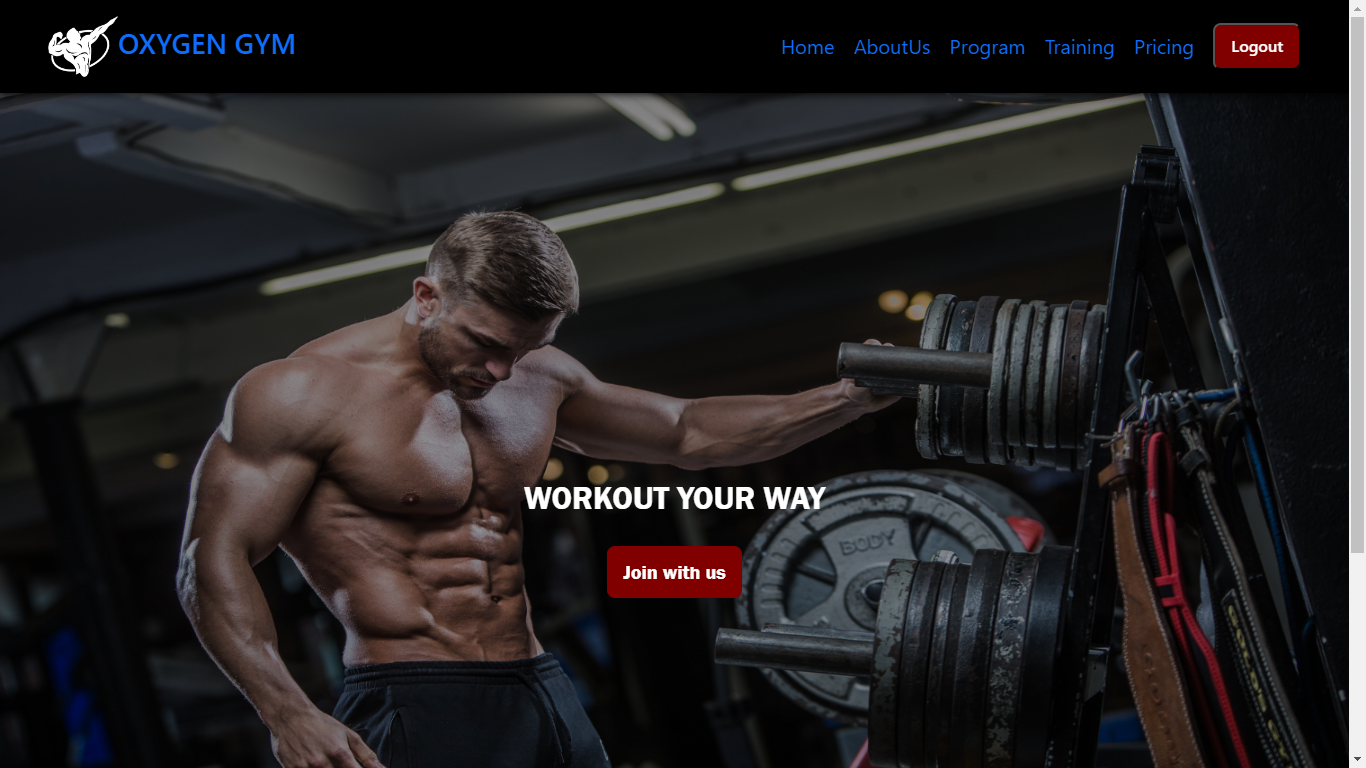 OXYGEN GYM
Home AboutUs Program Training Pricing Logout
WORKOUT YOUR WAY
Join with us
BODY